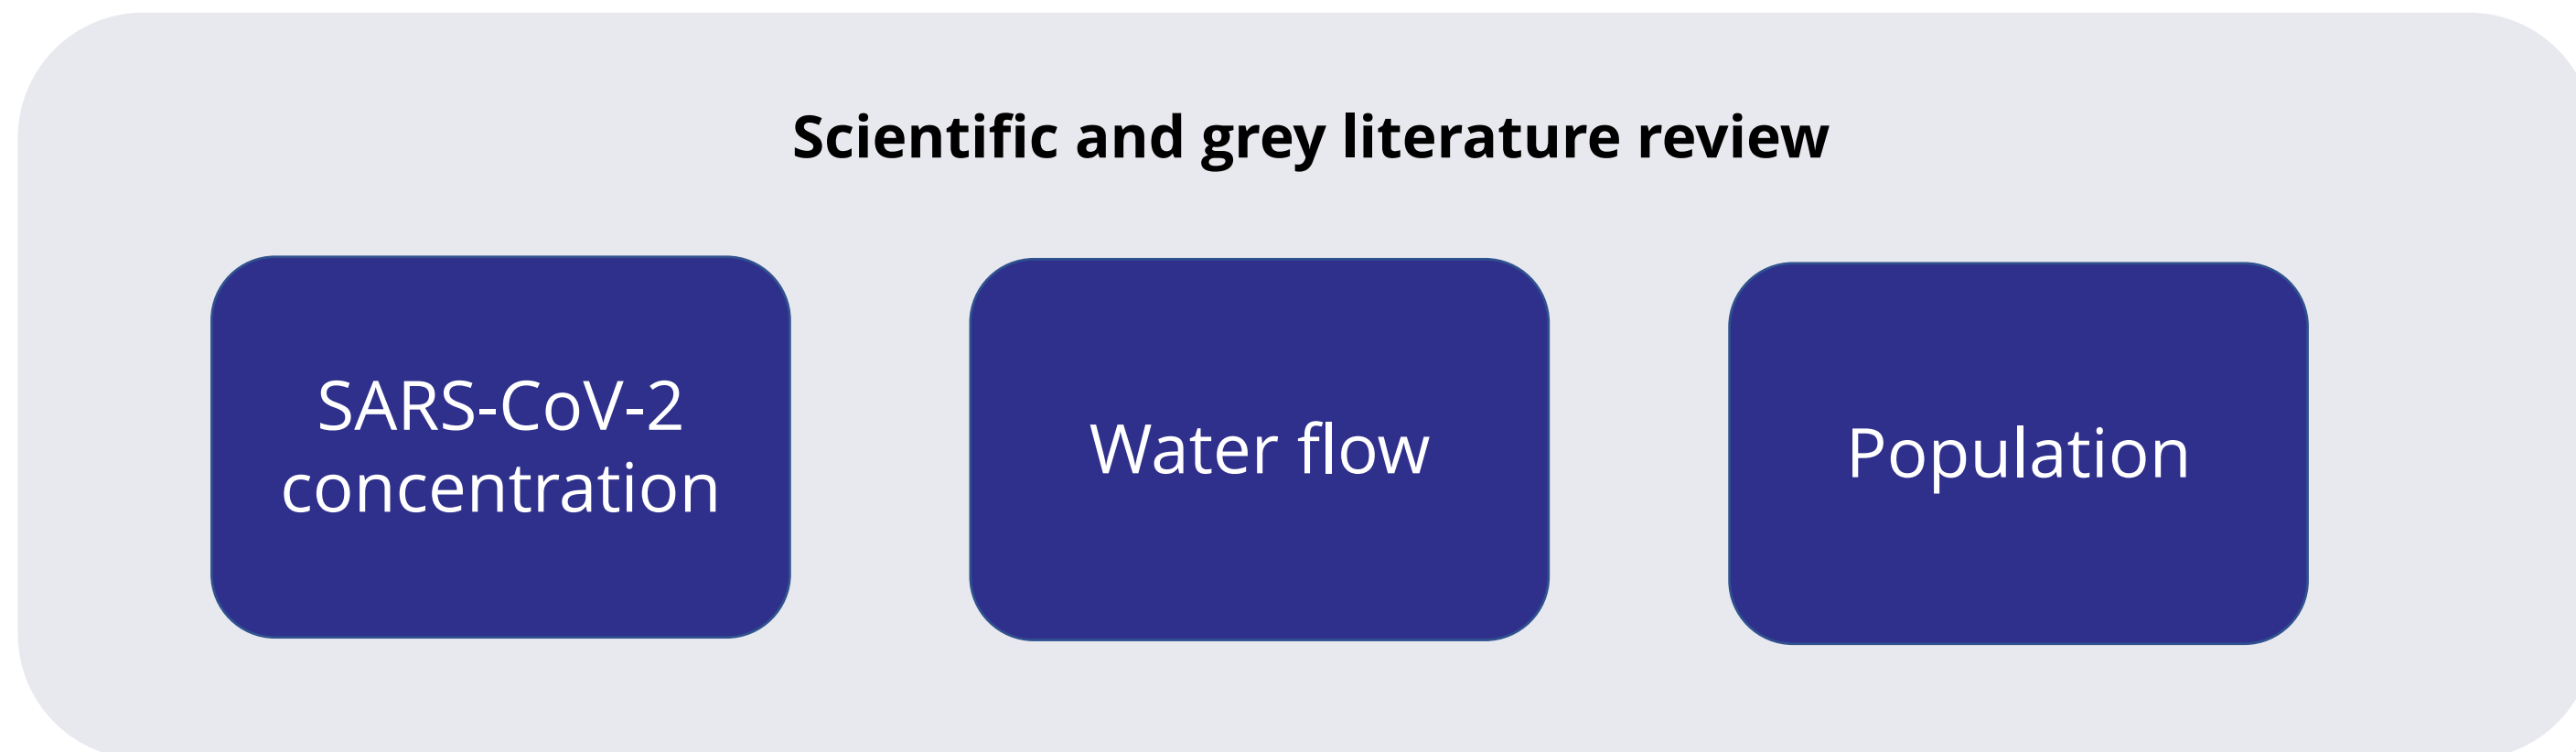 Scientific and grey literature review
SARS-CoV-2
concentration
Water flow
Population